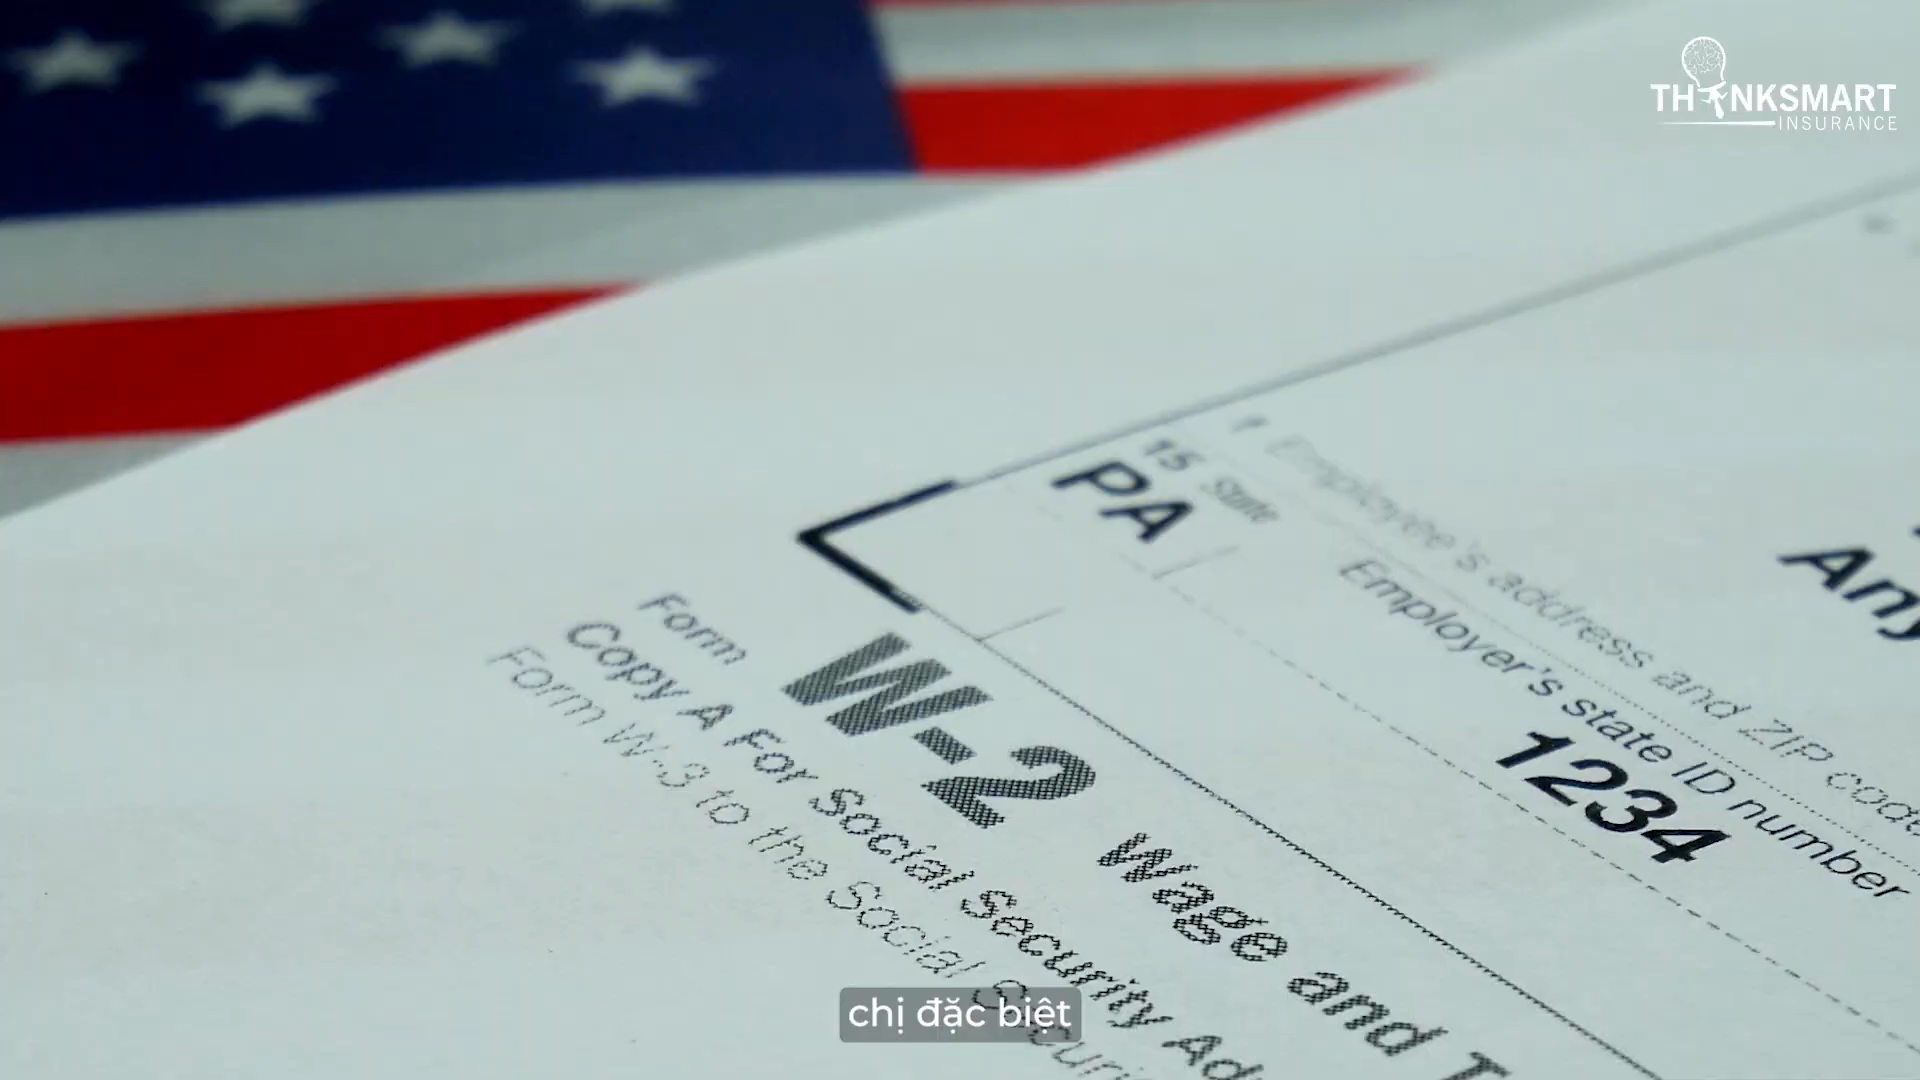 THINKSMART
INSURANCE
15 State
PA
Employee's address and ZIP code
Employer's state ID number
1234
Form W-2 Wage and
Copy A For Social Security
Form W-3 to the Social
chị đặc biệt